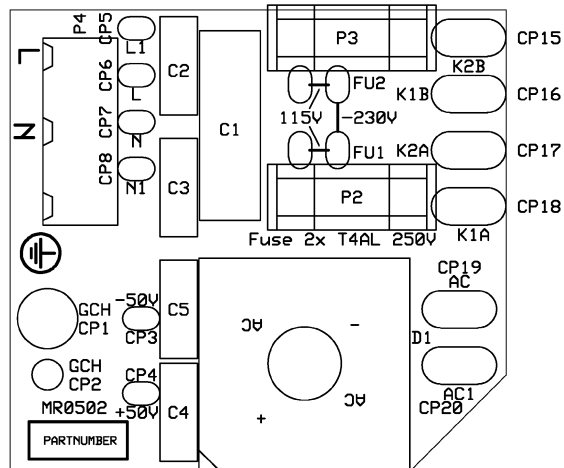 P4
CP5
L1
CP6
L
CP7
N
CP8
N1
L
N
C2
C1
C3
P3
FU2
115V
-230V
FU1
P2
Fuse 2x T4AL 250V
K2B
CP15
K1B
CP16
K2A
CP17
CP18
K1A
GCH
CP1
-50V
CP3
C5
GCH
CP2
CP4
+50V
C4
MR0502
PARTNUMBER
AC
-
AC
+
CP19
AC
D1
AC1
CP20